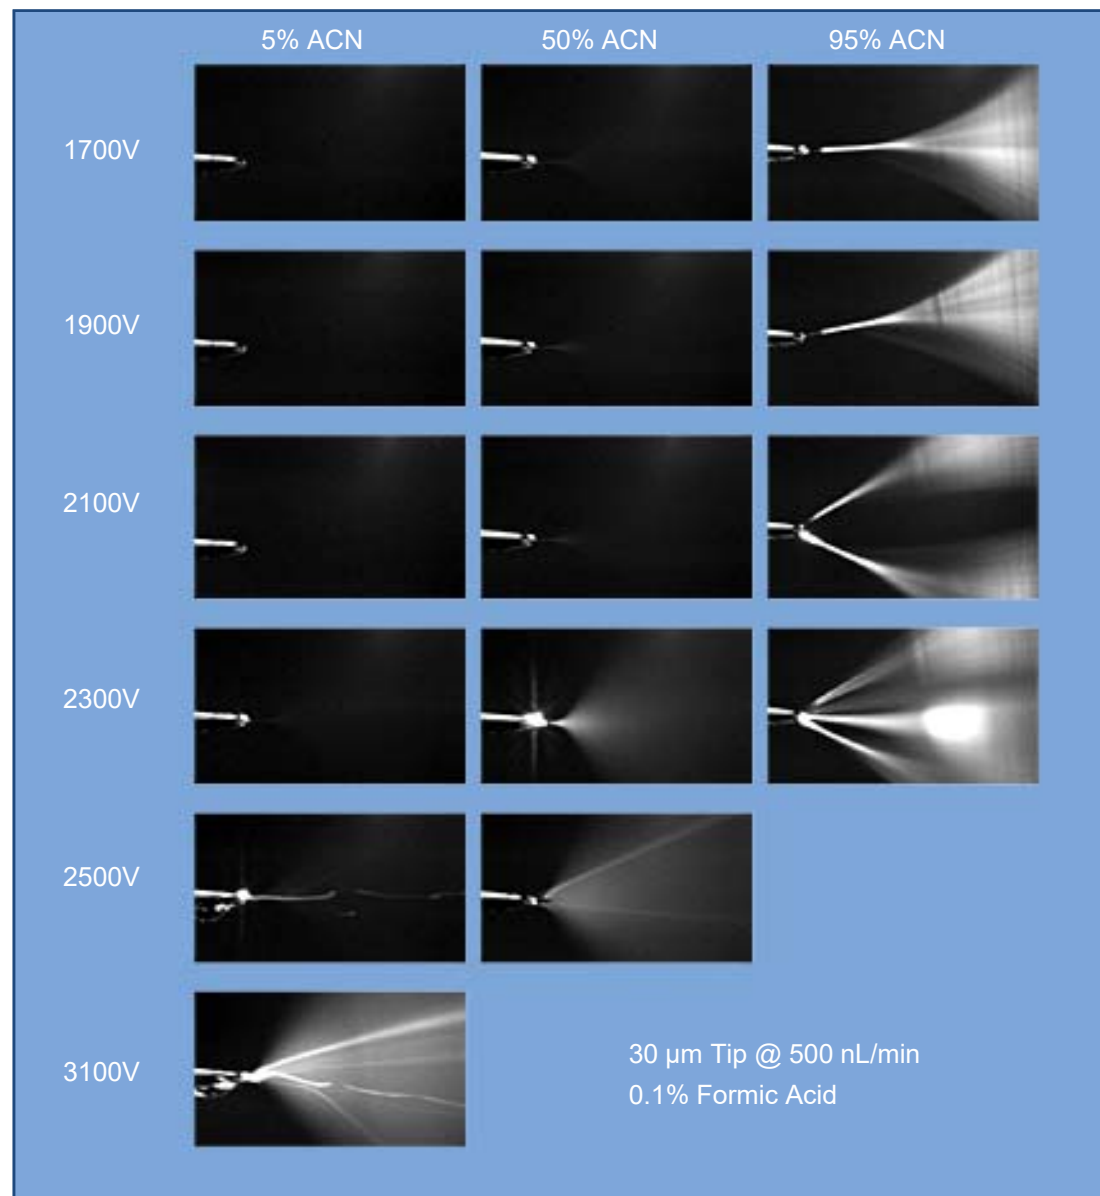 5% ACN 50% ACN 95% ACN
1700V
1900V
2100V
2300V
2500V
3100V
30 µm Tip @ 500 nL/min
0.1% Formic Acid